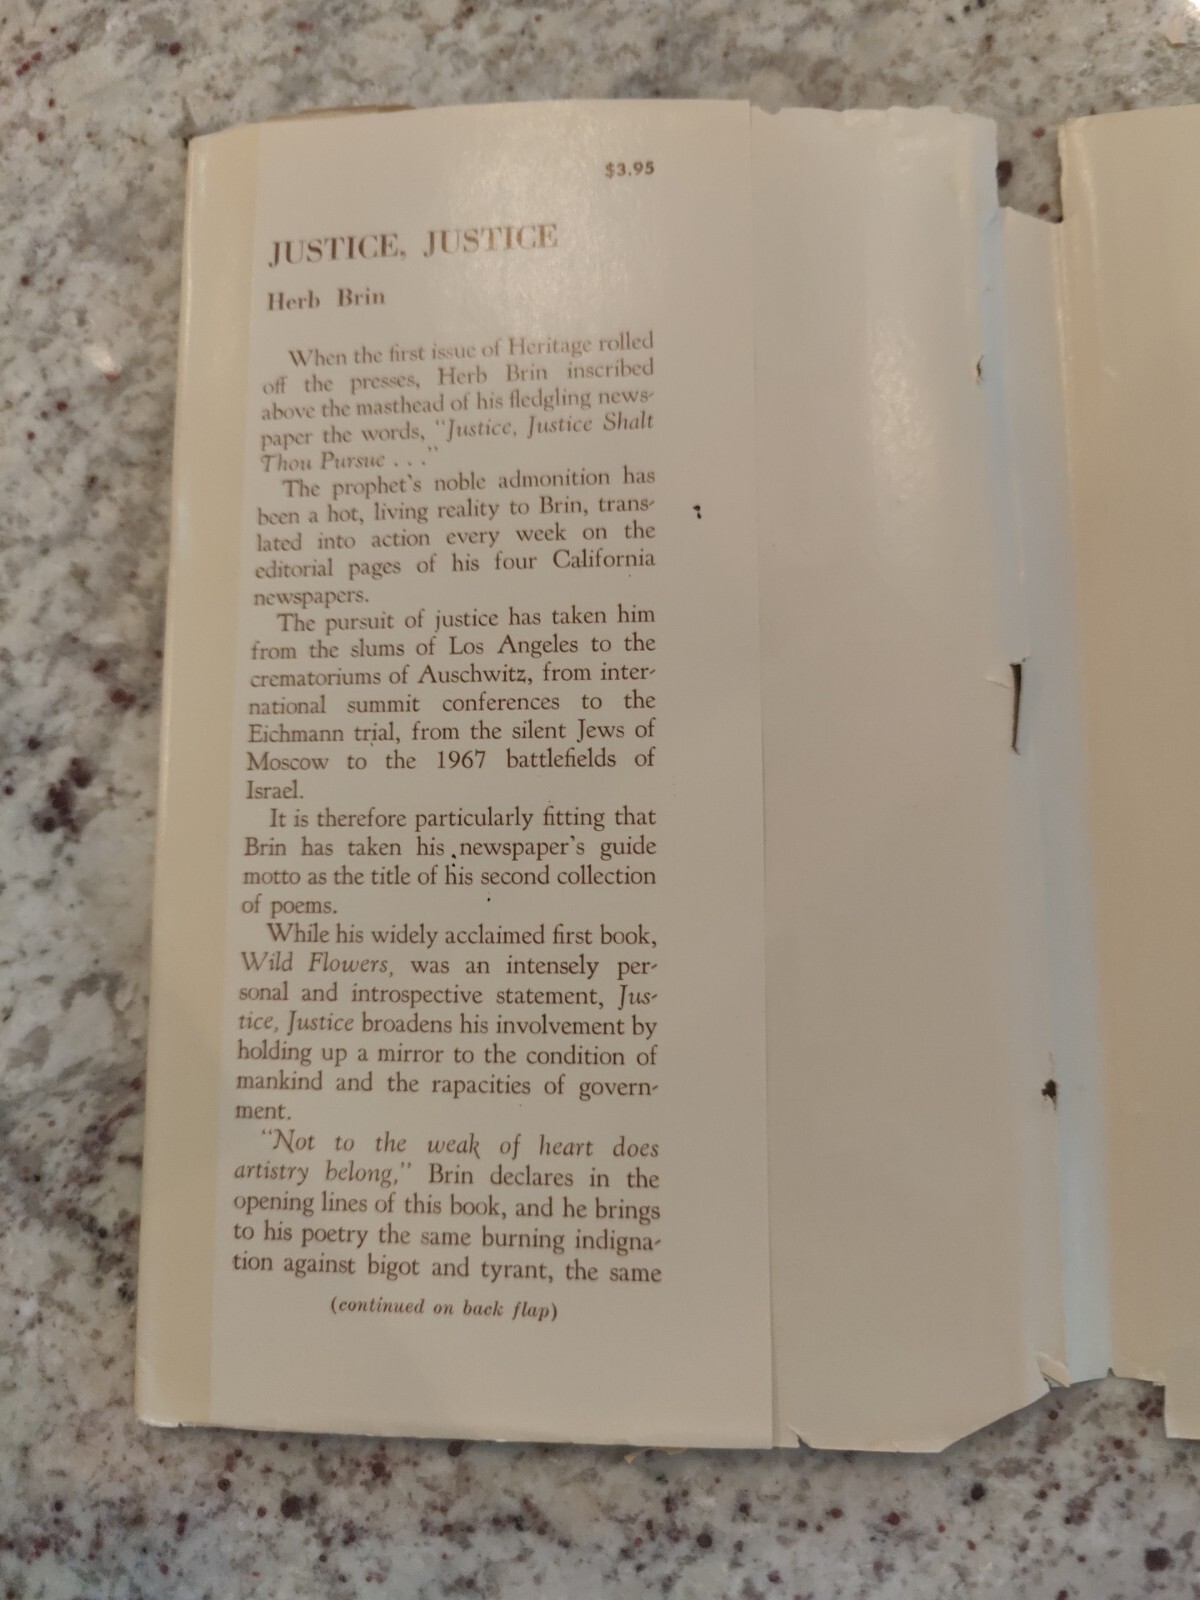 $3.95
JUSTICE, JUSTICE
Herb Brin
When the first issue of Heritage rolled
off the presses, Herb Brin inscribed
above the masthead of his fledgling news-
paper the words, "Justice, Justice Shalt
Thou Pursue . . ."
The prophet's noble admonition has
been a hot, living reality to Brin, trans-
lated into action every week on the
editorial pages of his four California
newspapers.
The pursuit of justice has taken him
from the slums of Los Angeles to the
crematoriums of Auschwitz, from inter-
national summit conferences to the
Eichmann trial, from the silent Jews of
Moscow to the 1967 battlefields of
Israel.
It is therefore particularly fitting that
Brin has taken his newspaper's guide
motto as the title of his second collection
of poems.
While his widely acclaimed first book,
Wild Flowers, was an intensely per-
sonal and introspective statement, Jus-
tice, Justice broadens his involvement by
holding up a mirror to the condition of
mankind and the rapacities of govern-
ment.
"Not to the weak of heart does
artistry belong," Brin declares in the
opening lines of this book, and he brings
to his poetry the same burning indigna-
tion against bigot and tyrant, the same
(continued on back flap)